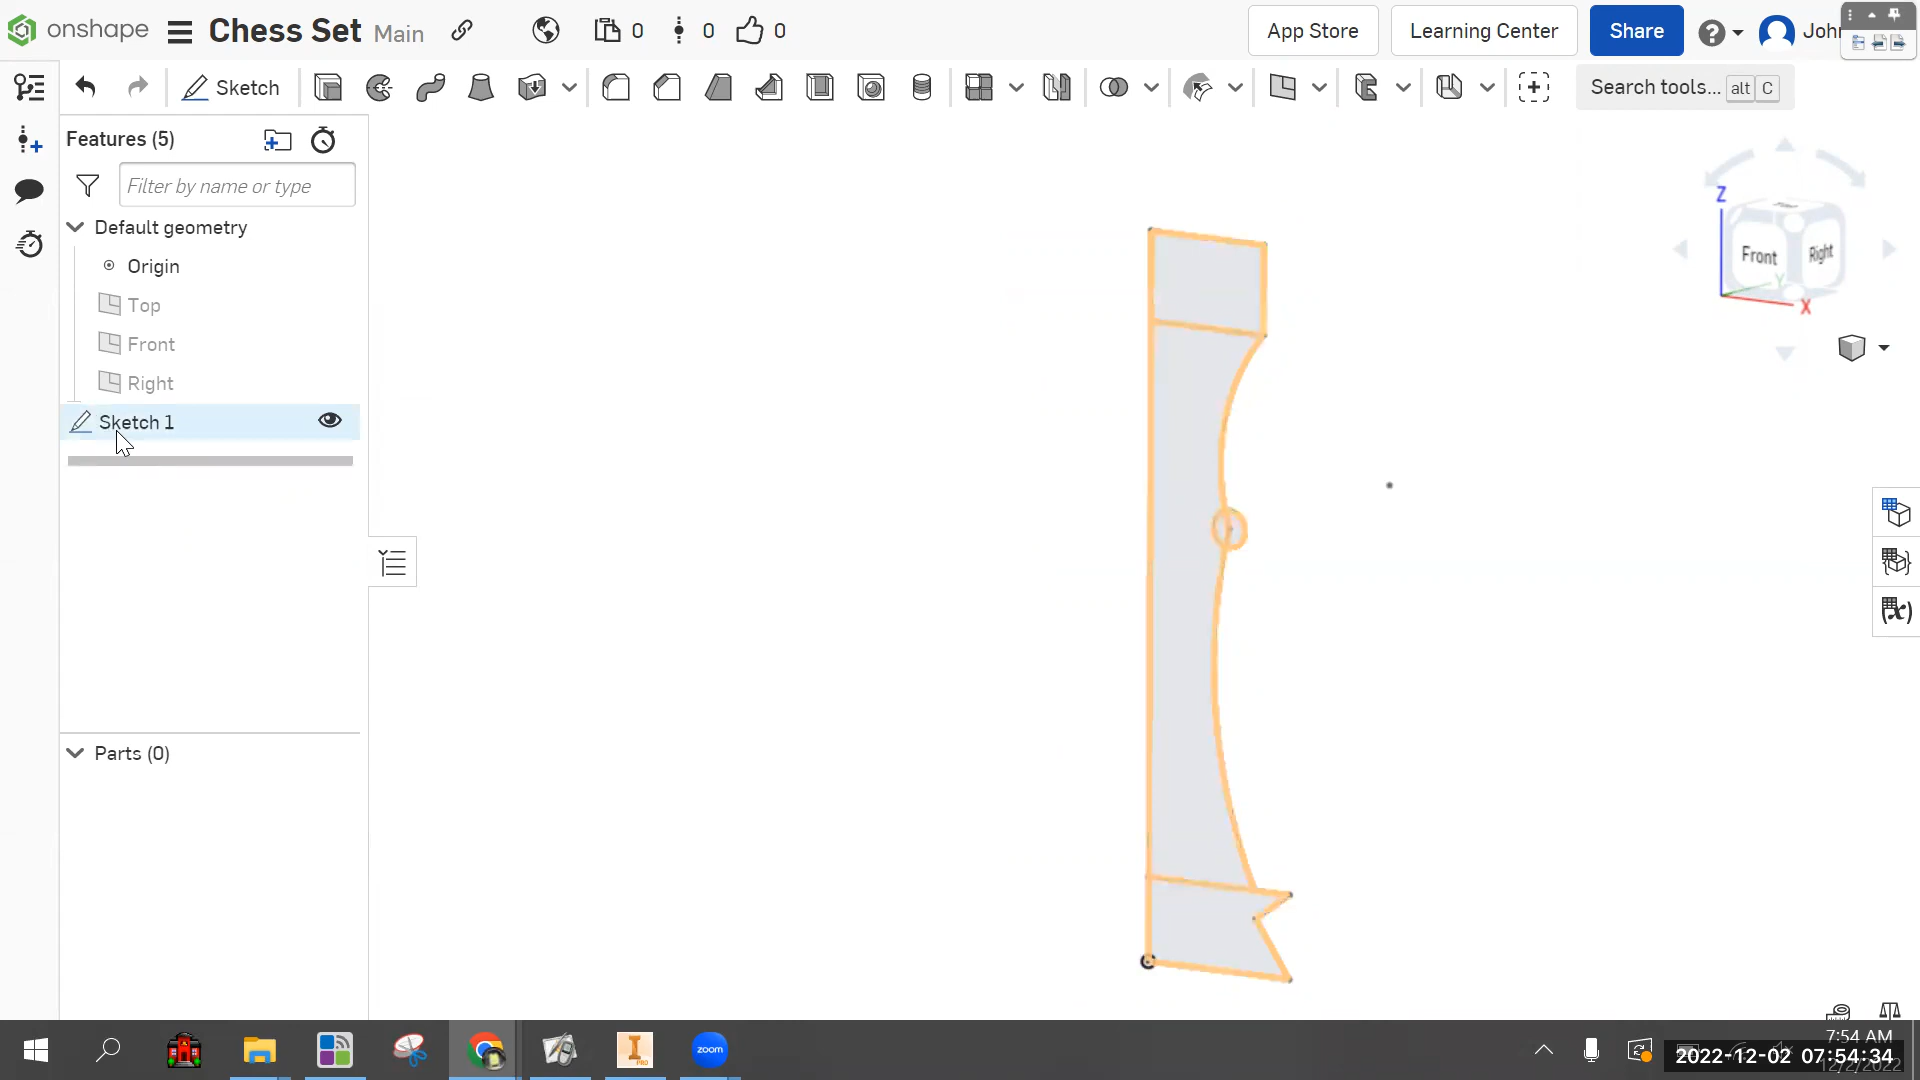 onshape
Chess Set Main
0
0
0
App Store
Learning Center
Share
Sketch
Search tools... alt C
Features (5)
Filter by name or type
Default geometry
Origin
Top
Front
Right
Sketch 1
Parts (0)
Z
Front
Right
Y
X
(x)
PRO
zoom
7:54 AM
2022-12-02 07:54:34